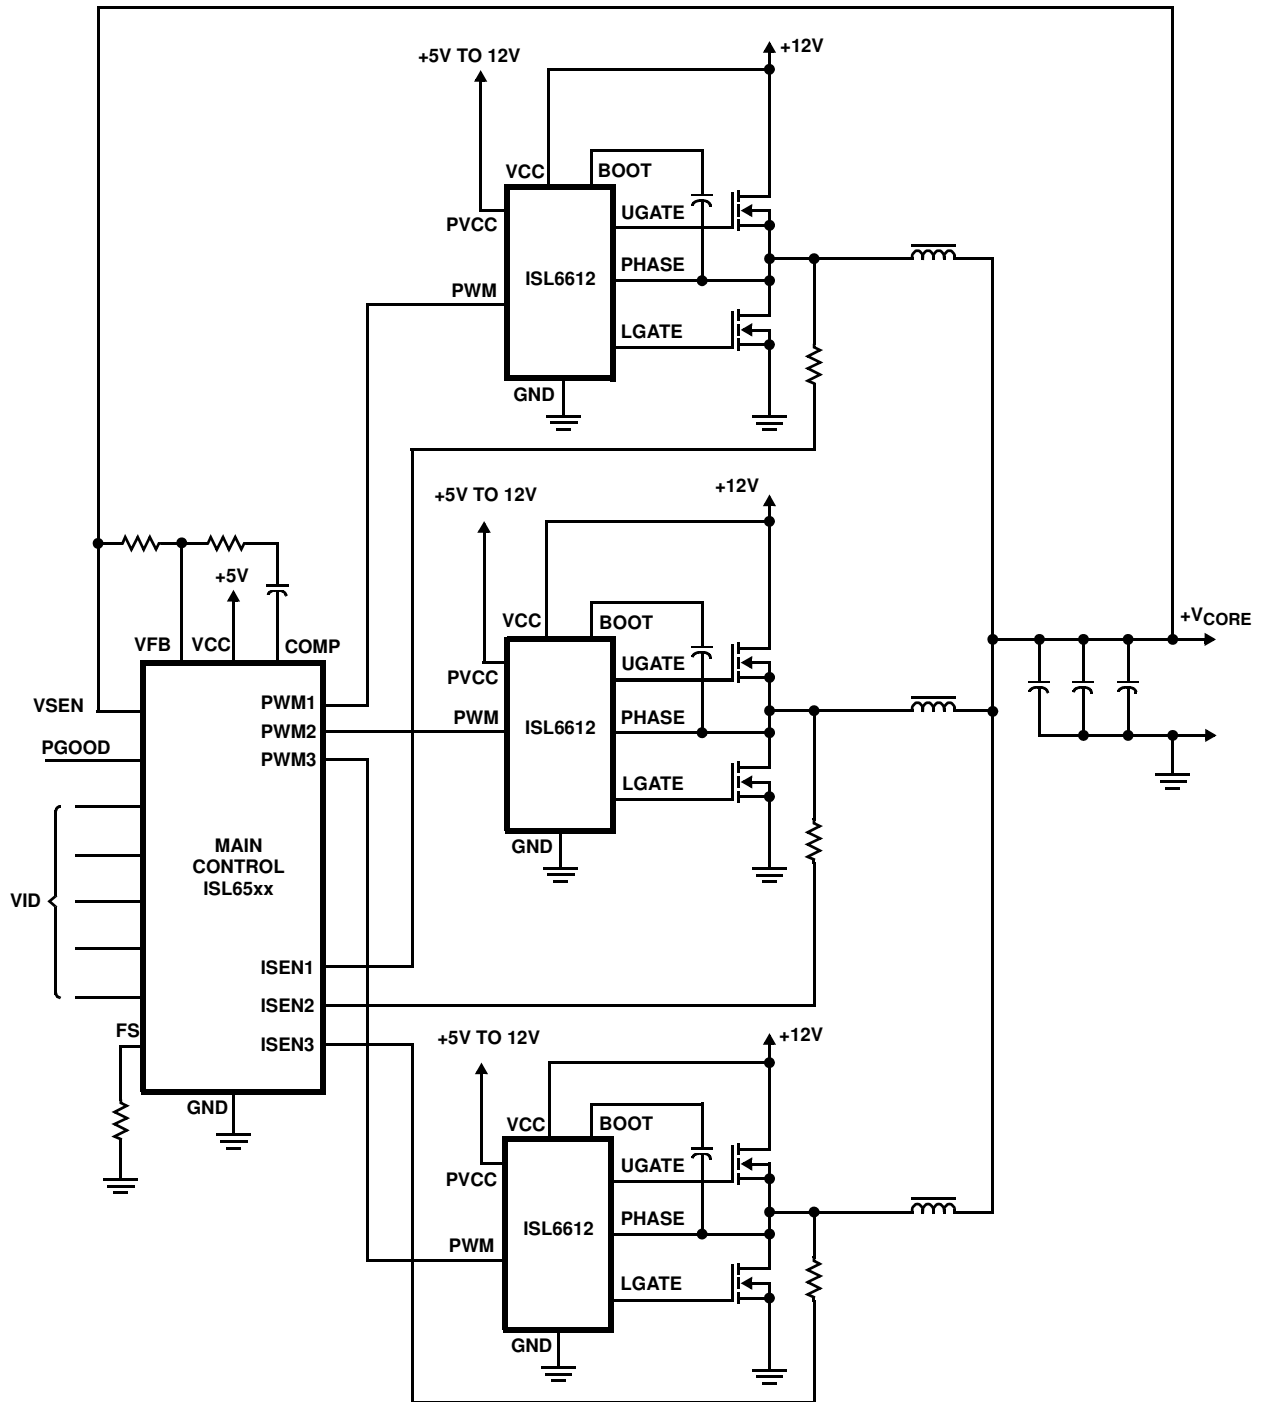 +12V
+5V TO 12V
VCC
BOOT
UGATE
PVCC
PHASE
ISL6612
PWM
LGATE
GND
+12V
+5V TO 12V
+5V
VCC
BOOT
+VCORE
VFB
VCC
COMP
UGATE
PVCC
VSEN
PWM1
PWM
PHASE
ISL6612
PWM2
PGOOD
PWM3
LGATE
MAIN
CONTROL
ISL65xx
GND
VID
ISEN1
ISEN2
FS
ISEN3
+5V TO 12V
+12V
GND
VCC
BOOT
UGATE
PVCC
PHASE
ISL6612
PWM
LGATE
GND